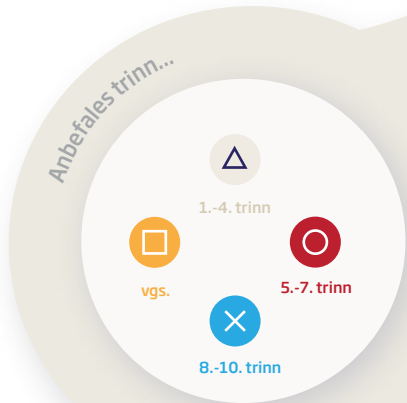 Anbefales trinn...
1.-4. trinn
vgs.
5.-7. trinn
8.-10. trinn